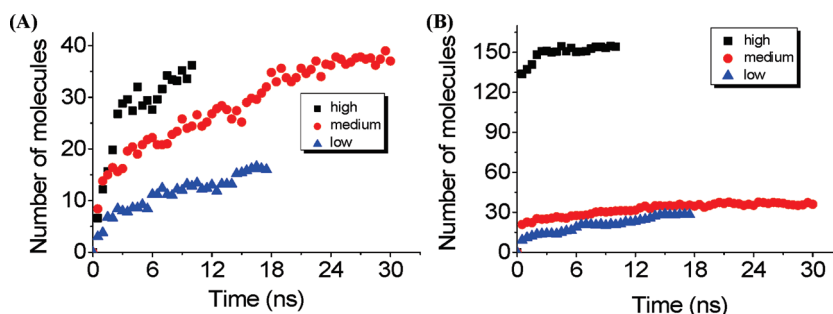 (A)
Number of molecules
40
30
20
10
0
high
medium
low
0 6 12 18 24 30
Time (ns)
(B)
Number of molecules
150
120
90
60
30
0
high
medium
low
0 6 12 18 24 30
Time (ns)